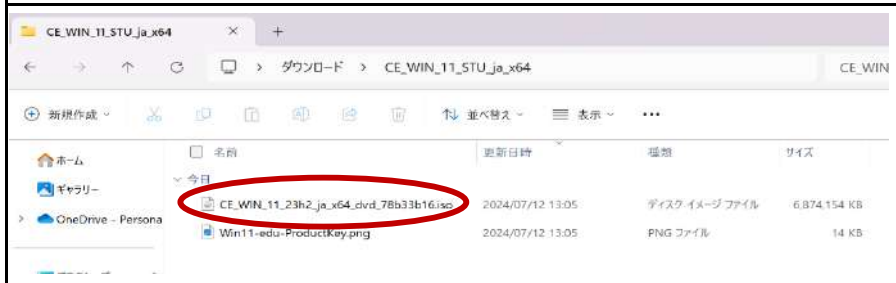 CE_WIN_11_STU_ja_x64
ダウンロード > CE_WIN_11_STU_ja_x64 CE_WIN
新規作成 並べ替え 表示
名前 更新日時 種類 サイズ
ホーム
今日
ギャラリー
CE_WIN_11_23h2_ja_x64_dvd_78b33b16.iso 2024/07/12 13:05 ディスク イメージ ファイル 6,874,154 KB
OneDrive - Persona
Win11-edu-ProductKey.png 2024/07/12 13:05 PNG ファイル 14 KB